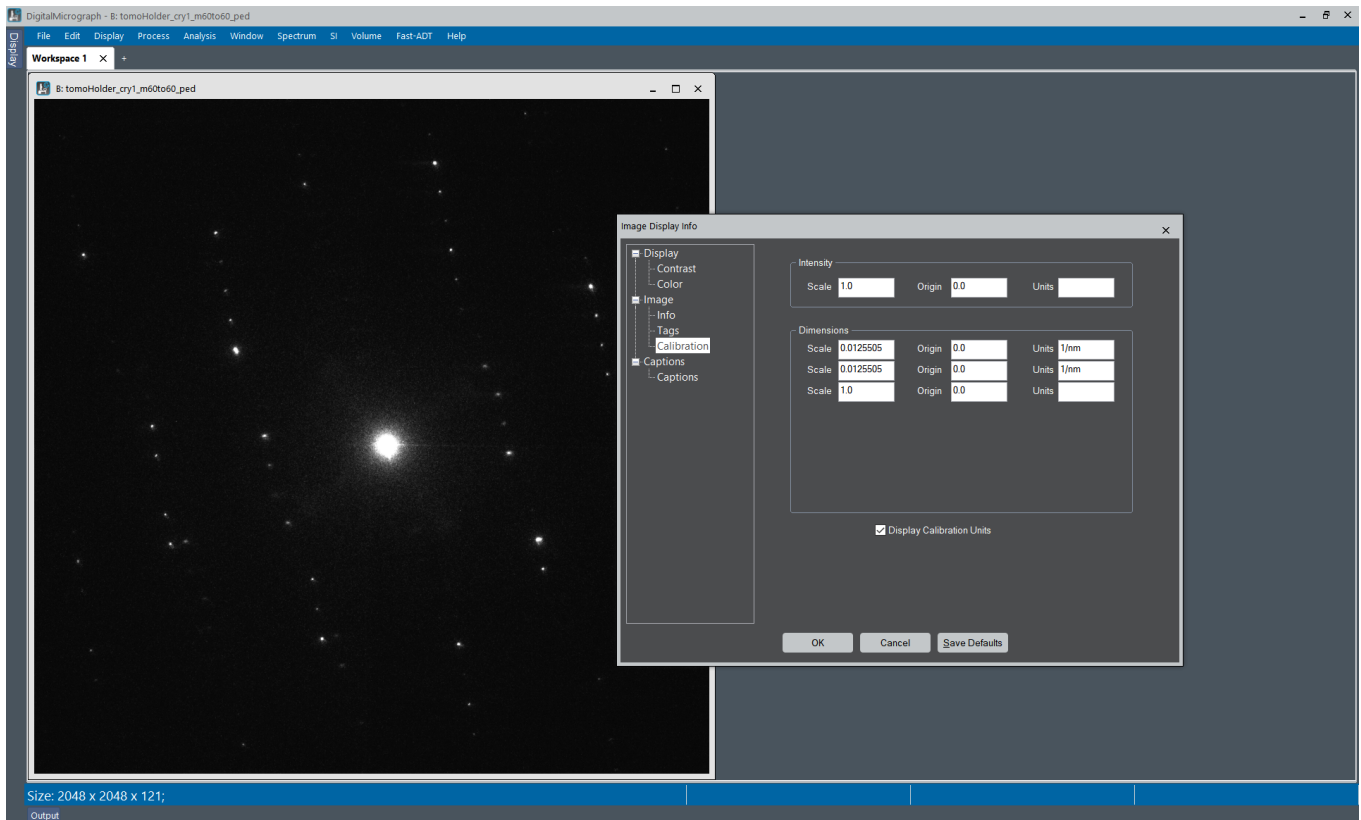 DigitalMicrograph - B: tomoHolder_cry1_m60to60_ped
File Edit Display Process Analysis Window Spectrum SI Volume Fast-ADT Help
Display
Workspace 1 X +
B: tomoHolder_cry1_m60to60_ped
Image Display Info
Display
Contrast
Color
Image
Info
Tags
Calibration
Captions
Captions
Intensity
Scale 1.0 Origin 0.0 Units
Dimensions
Scale 0.0125505 Origin 0.0 Units 1/nm
Scale 0.0125505 Origin 0.0 Units 1/nm
Scale 1.0 Origin 0.0 Units
Display Calibration Units
OK Cancel Save Defaults
Size: 2048 x 2048 x 121;
Output